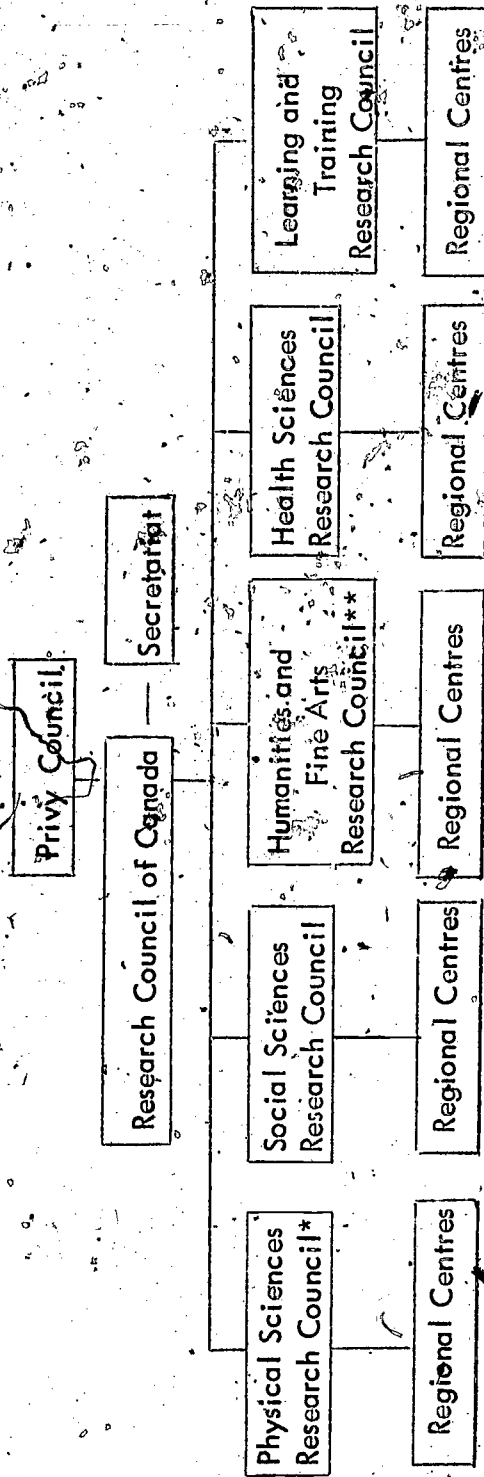 Privy Council
Research Council of Canada
Secretariat
Physical Sciences
Research Council*
Social Sciences
Research Council
Humanities and
Fine Arts
Research Council**
Health Sciences
Research Council
Learning and
Training
Research Council
Regional Centres
Regional Centres
Regional Centres
Regional Centres
Regional Centres